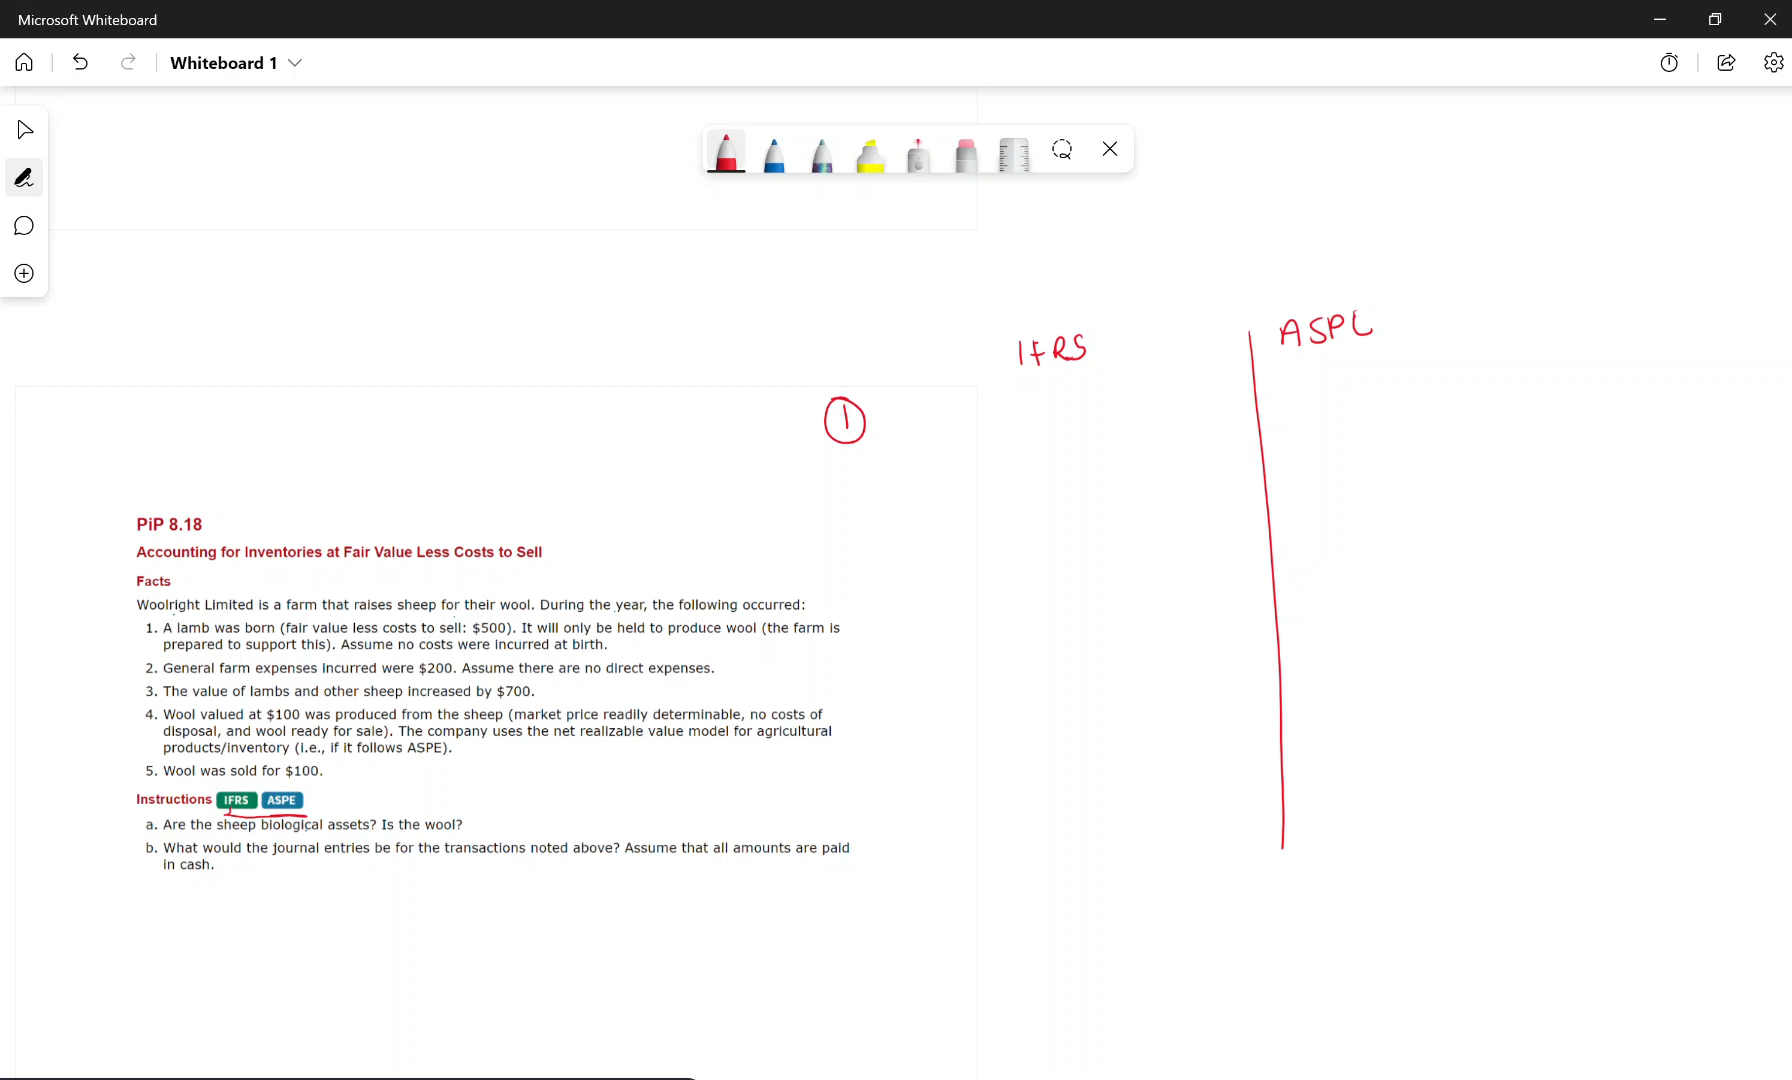 Microsoft Whiteboard
Whiteboard 1
IFRS
ASPE
1
PiP 8.18
Accounting for Inventories at Fair Value Less Costs to Sell
Facts
Woolright Limited is a farm that raises sheep for their wool. During the year, the following occurred:
1. A lamb was born (fair value less costs to sell: $500). It will only be held to produce wool (the farm is
prepared to support this). Assume no costs were incurred at birth.
2. General farm expenses incurred were $200. Assume there are no direct expenses.
3. The value of lambs and other sheep increased by $700.
4. Wool valued at $100 was produced from the sheep (market price readily determinable, no costs of
disposal, and wool ready for sale). The company uses the net realizable value model for agricultural
products/inventory (i.e., if it follows ASPE).
5. Wool was sold for $100.
Instructions IFRS ASPE
a. Are the sheep biological assets? Is the wool?
b. What would the journal entries be for the transactions noted above? Assume that all amounts are paid
in cash.